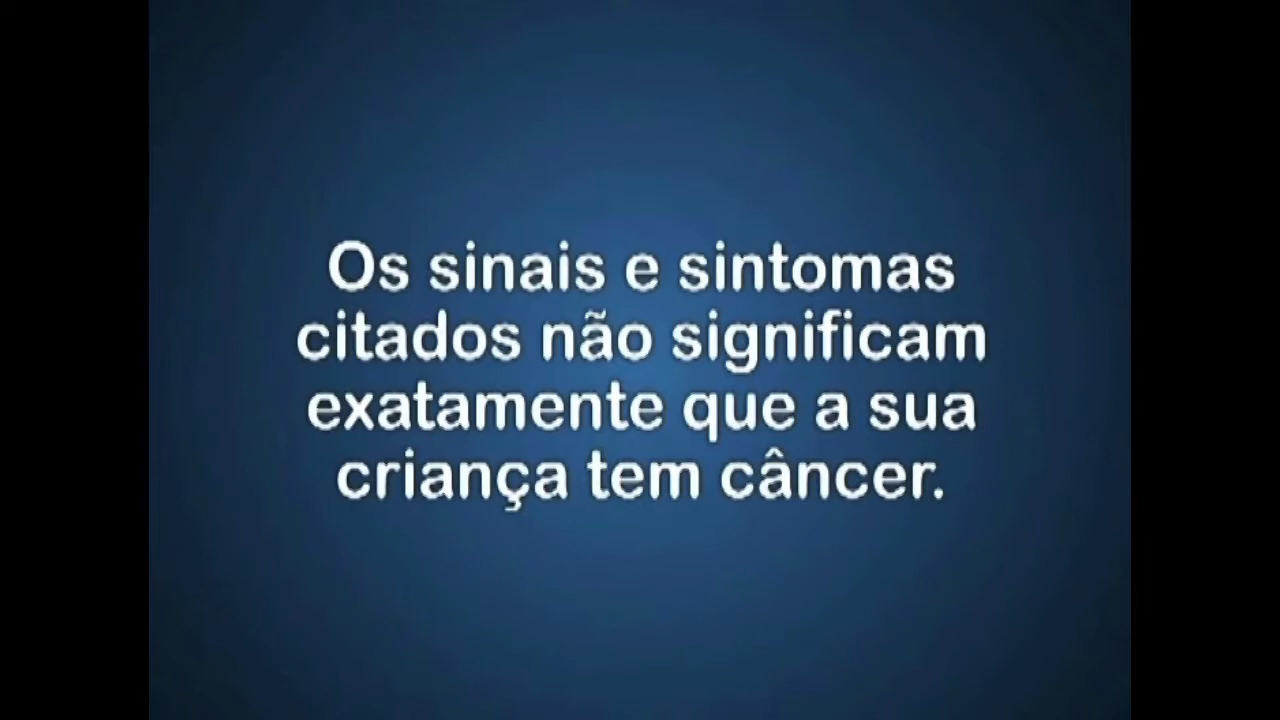 Os sinais e sintomas
citados não significam
exatamente que a sua
criança tem câncer.